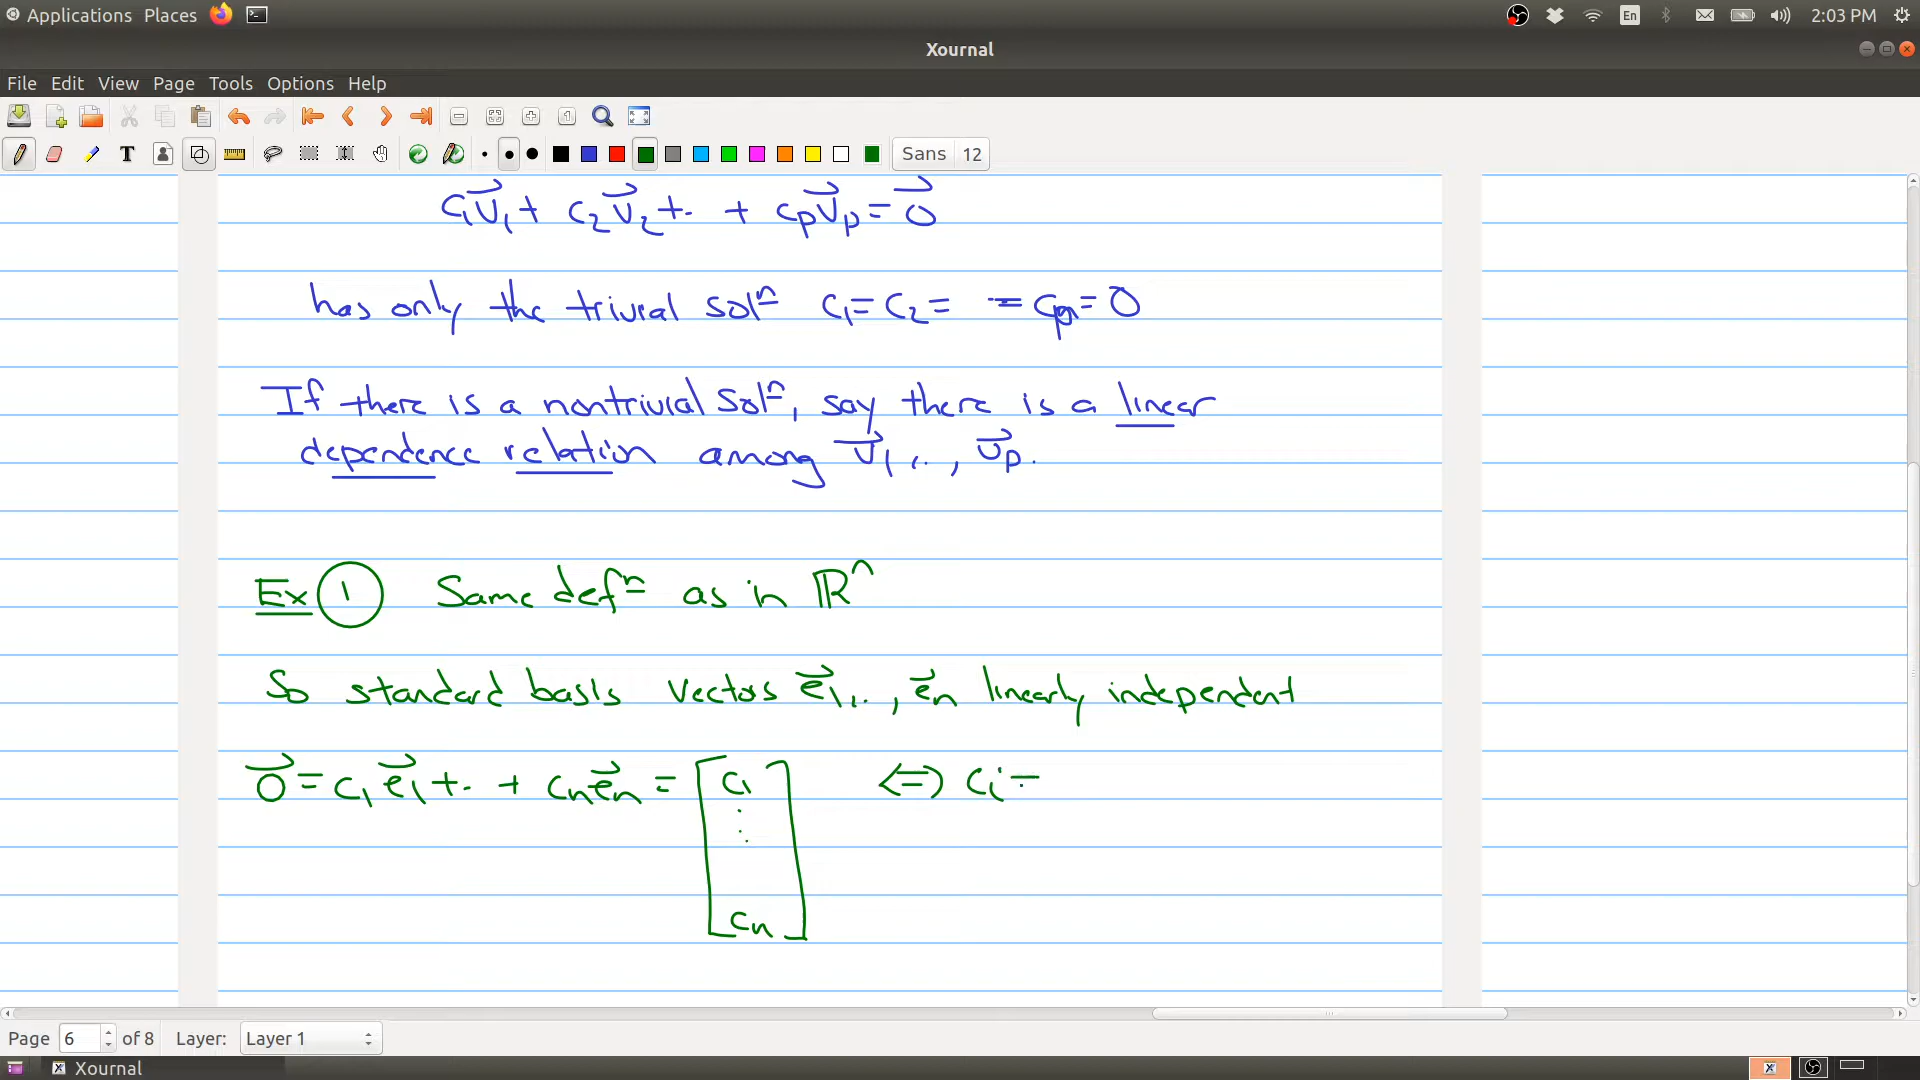 Applications Places En 2:03 PM
Xournal
File Edit View Page Tools Options Help
Sans 12
c₁v⃗₁ + c₂v⃗₂ +.. + cₚv⃗ₚ = 0⃗
has only the trivial solⁿ c₁ = c₂ = -- = cₚ = 0
If there is a nontrivial solⁿ, say there is a linear
dependence relation among v⃗₁,.., v⃗ₚ.
Ex ① Same defⁿ as in ℝⁿ
So standard basis vectors e⃗₁,.., e⃗ₙ linearly independent
0⃗ = c₁e⃗₁ +.. + cₙe⃗ₙ = [c₁ ⋮ cₙ] ⟺ cᵢ =
Page 6 of 8 Layer: Layer 1
Xournal